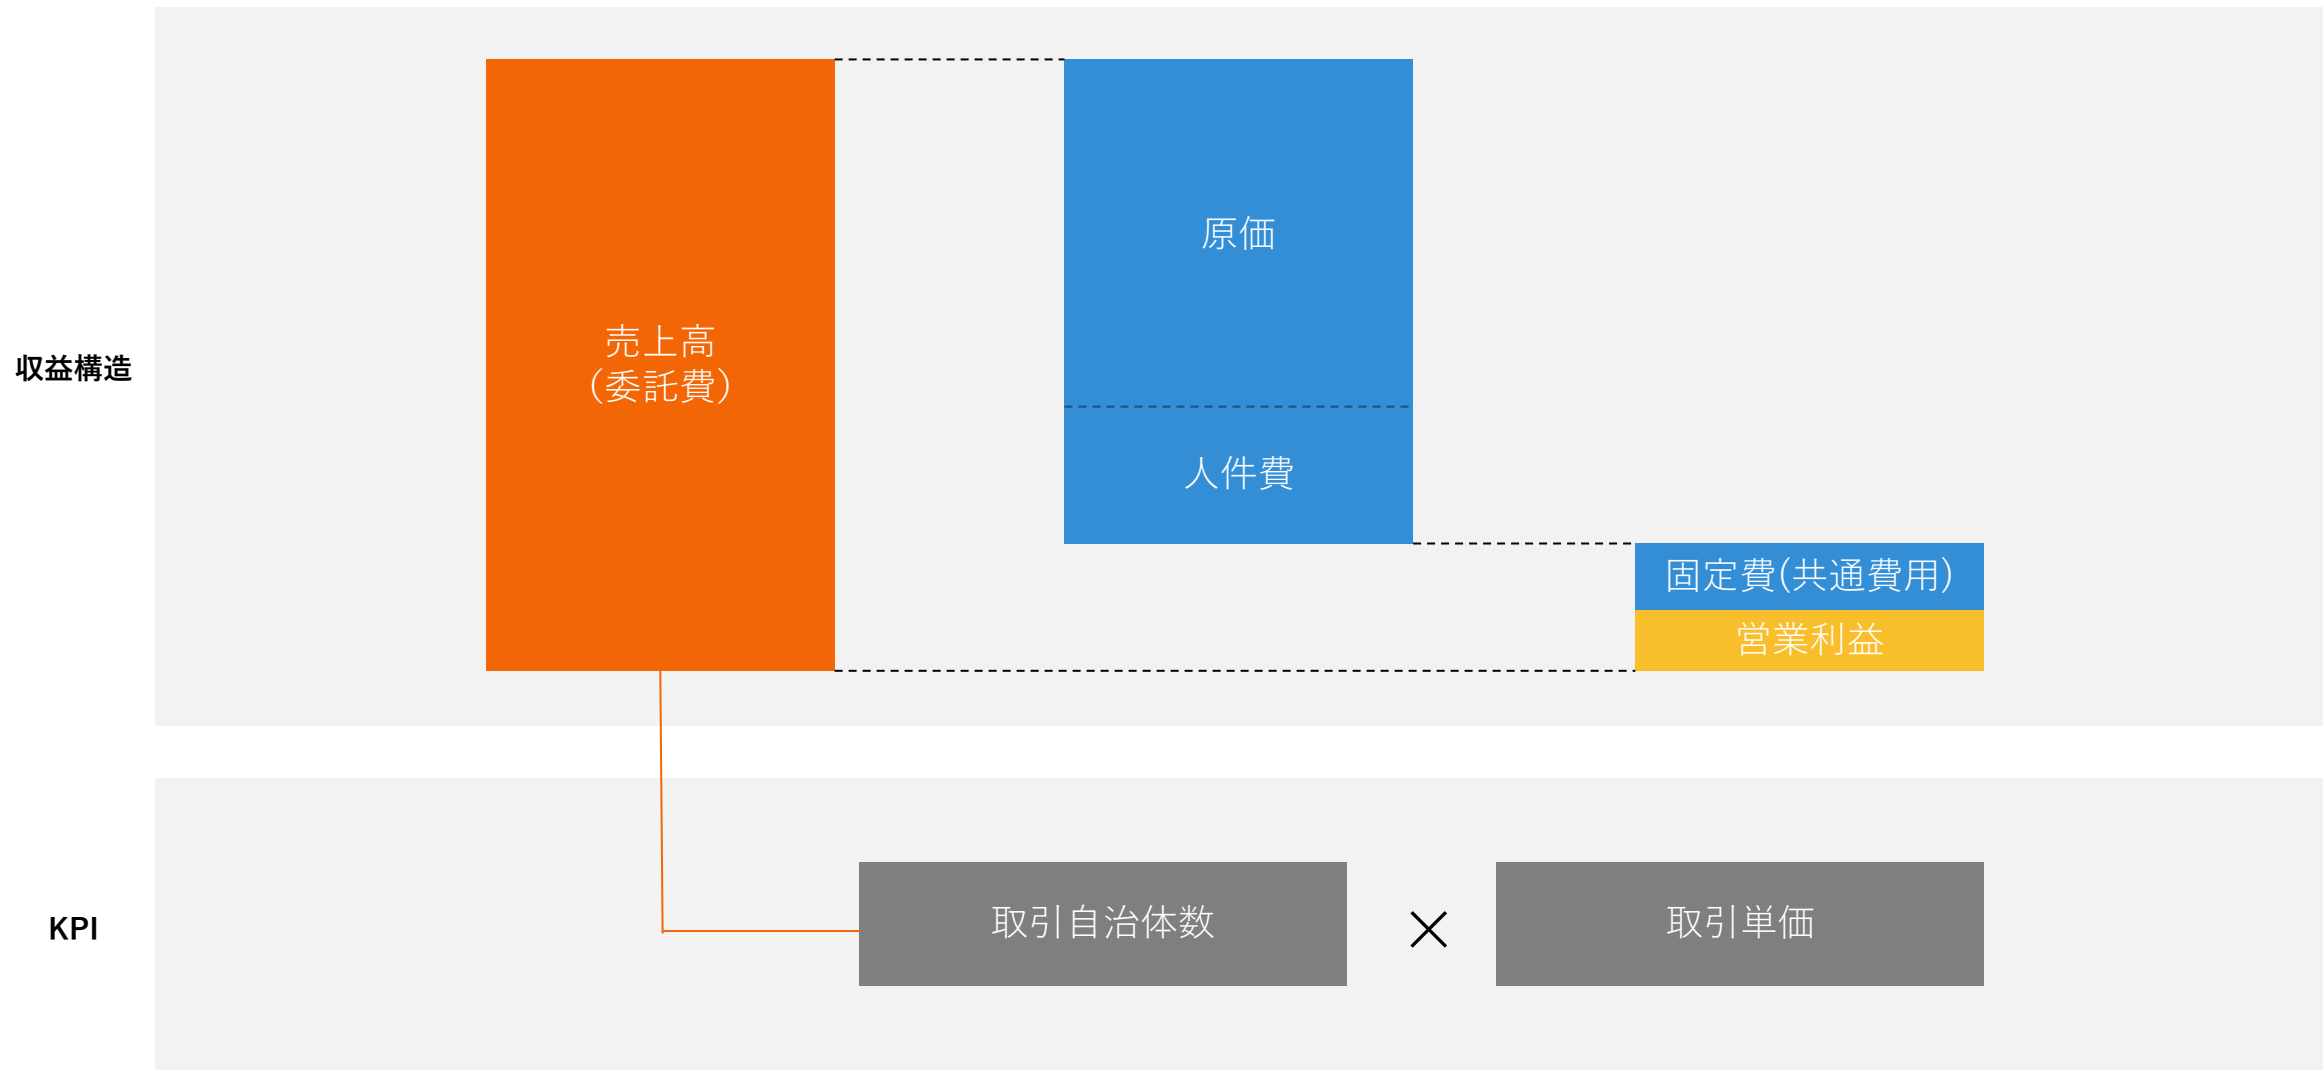 収益構造
売上高
(委託費)
原価
人件費
固定費(共通費用)
営業利益
KPI
取引自治体数
×
取引単価